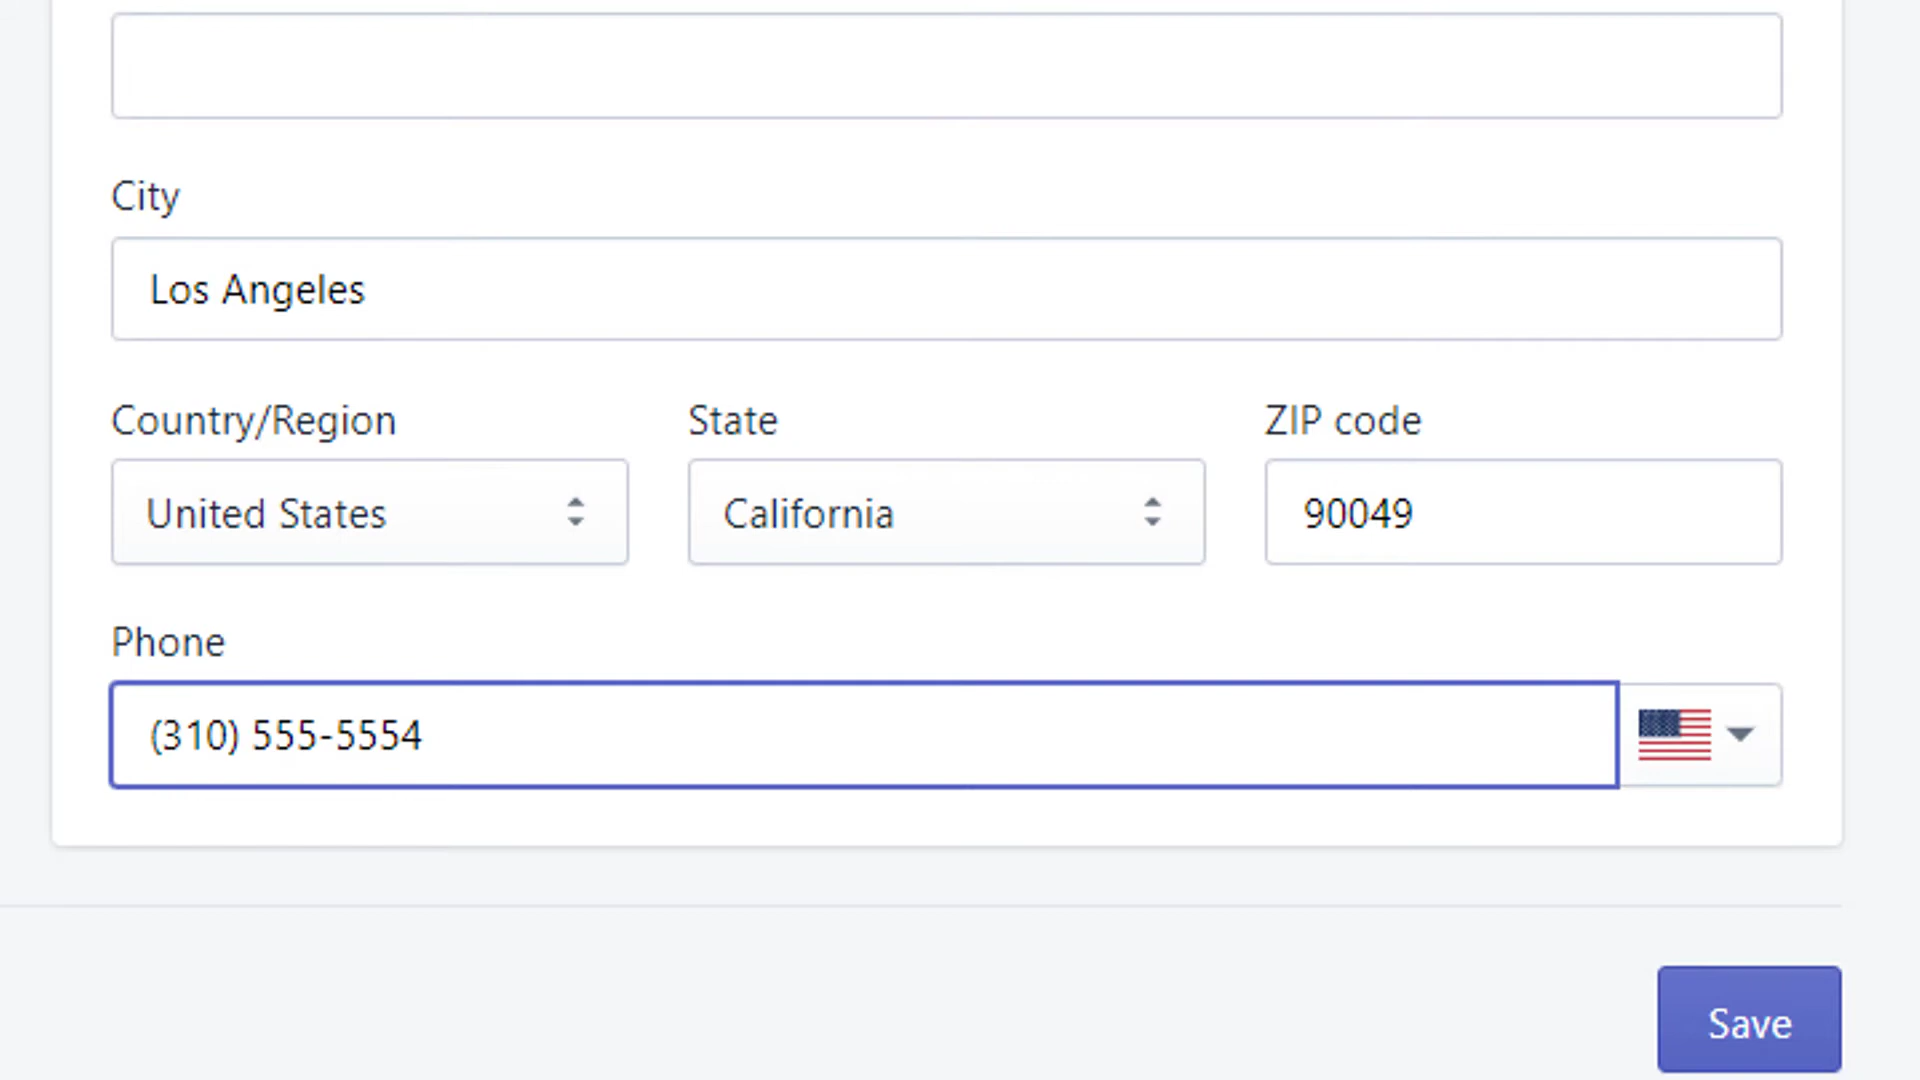 City
Los Angeles
Country/Region State ZIP code
United States California 90049
Phone
(310) 555-5554
Save